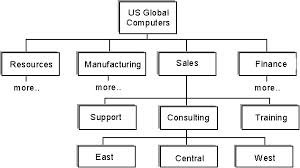 US Global
Computers
Resources
Manufacturing
Sales
Finance
more..
more..
more..
Support
Consulting
Training
East
Central
West